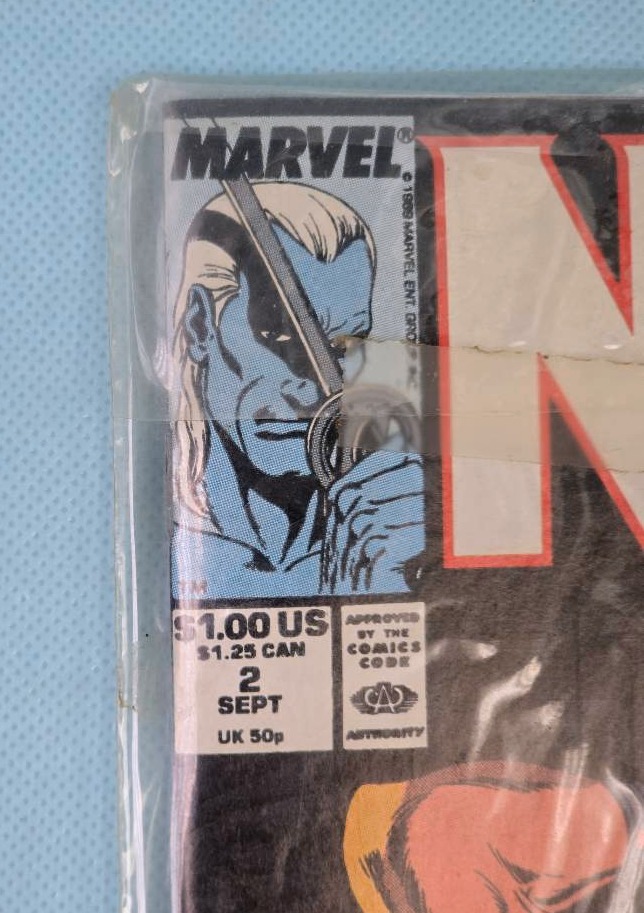 MARVEL®
© 1989 MARVEL ENT. GROUP, INC.
N
TM
$1.00 US
$1.25 CAN
2
SEPT
UK 50p
APPROVED
BY THE
COMICS
CODE
CA
AUTHORITY